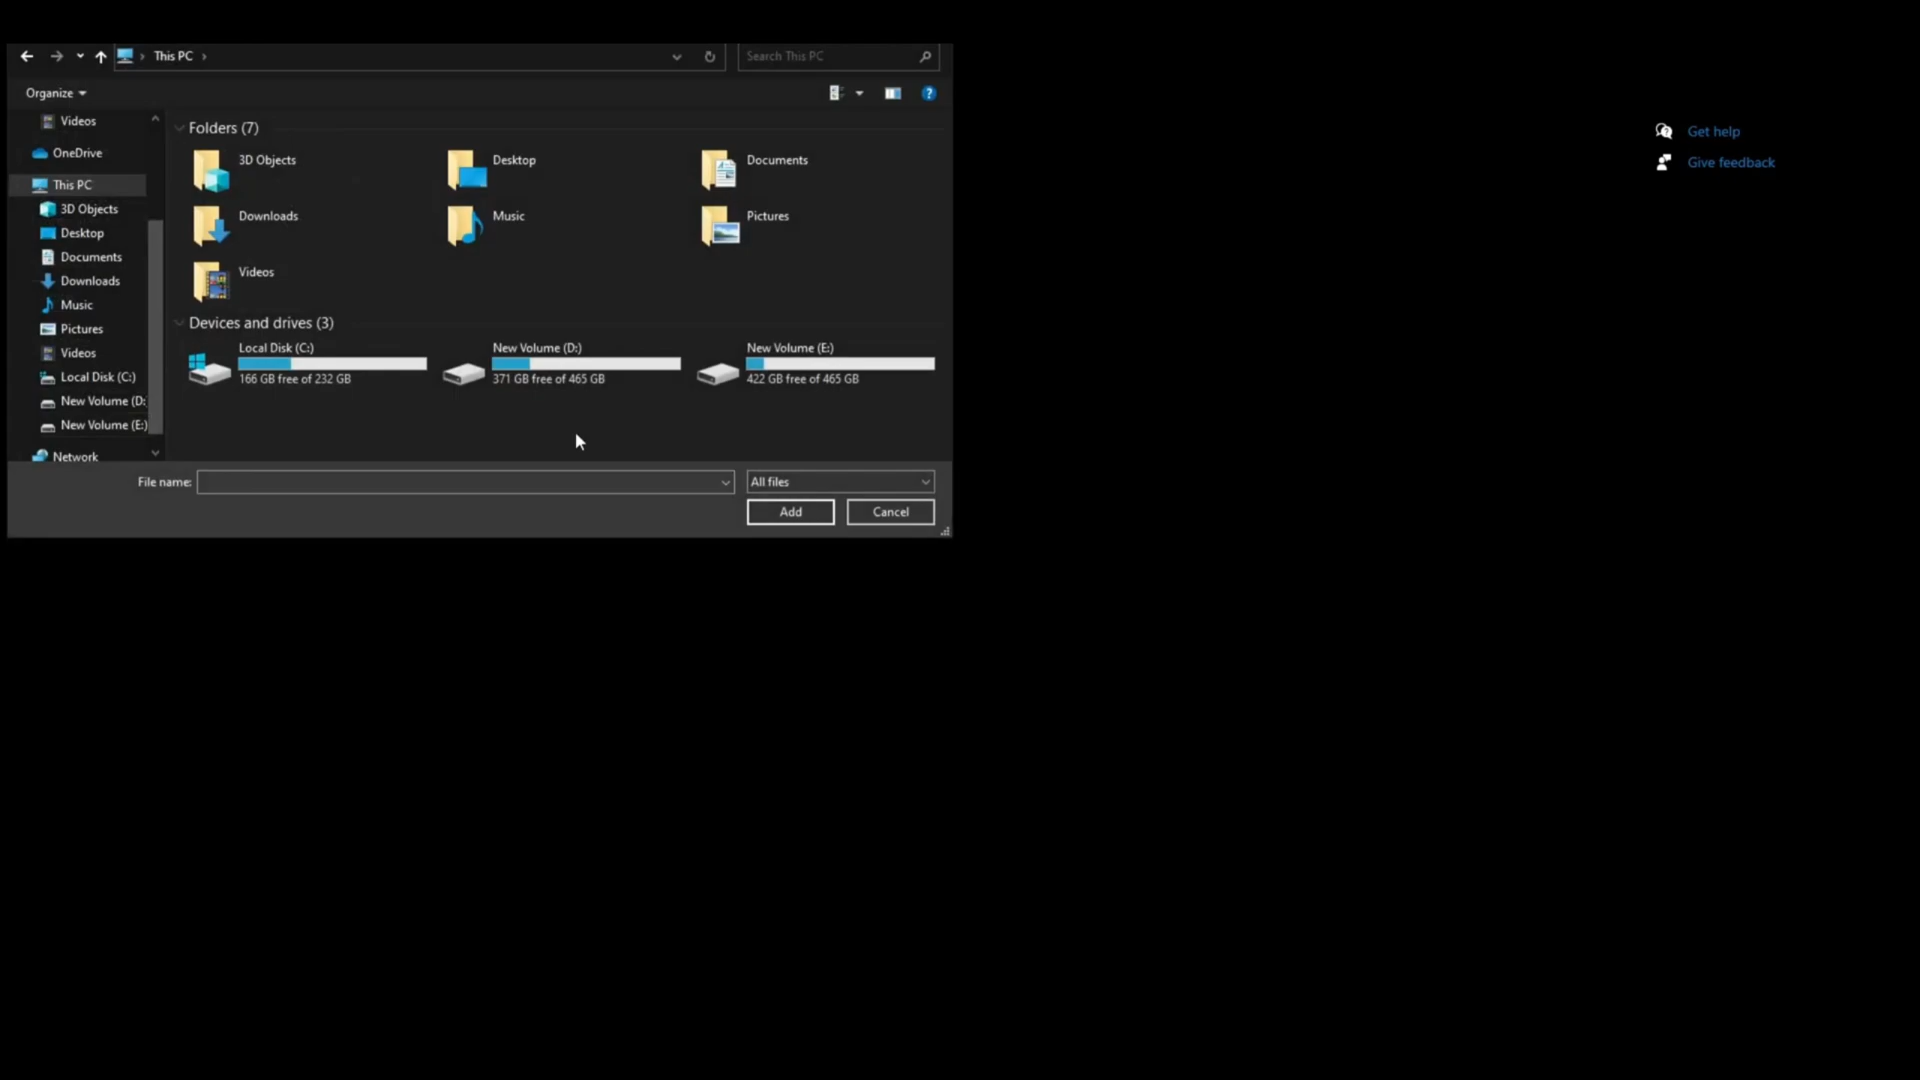 This PC
Search This PC
Organize
Videos
OneDrive
This PC
3D Objects
Desktop
Documents
Downloads
Music
Pictures
Videos
Local Disk (C:)
New Volume (D:
New Volume (E:)
Network
Folders (7)
3D Objects
Desktop
Documents
Downloads
Music
Pictures
Videos
Devices and drives (3)
Local Disk (C:)
166 GB free of 232 GB
New Volume (D:)
371 GB free of 465 GB
New Volume (E:)
422 GB free of 465 GB
File name:
All files
Add
Cancel
Get help
Give feedback